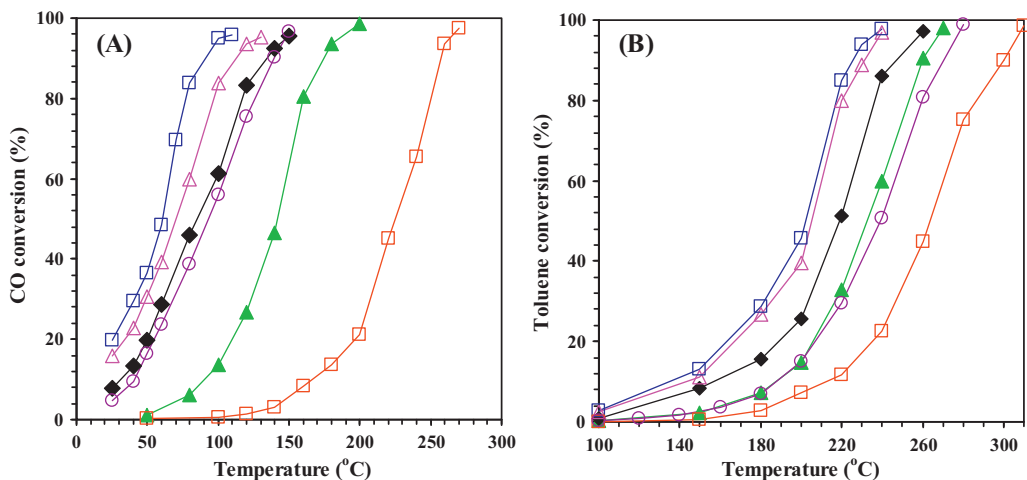 (A)
CO conversion (%)
100
80
60
40
20
0
0 50 100 150 200 250 300
Temperature (°C)
(B)
Toluene conversion (%)
100
80
60
40
20
0
100 140 180 220 260 300
Temperature (°C)